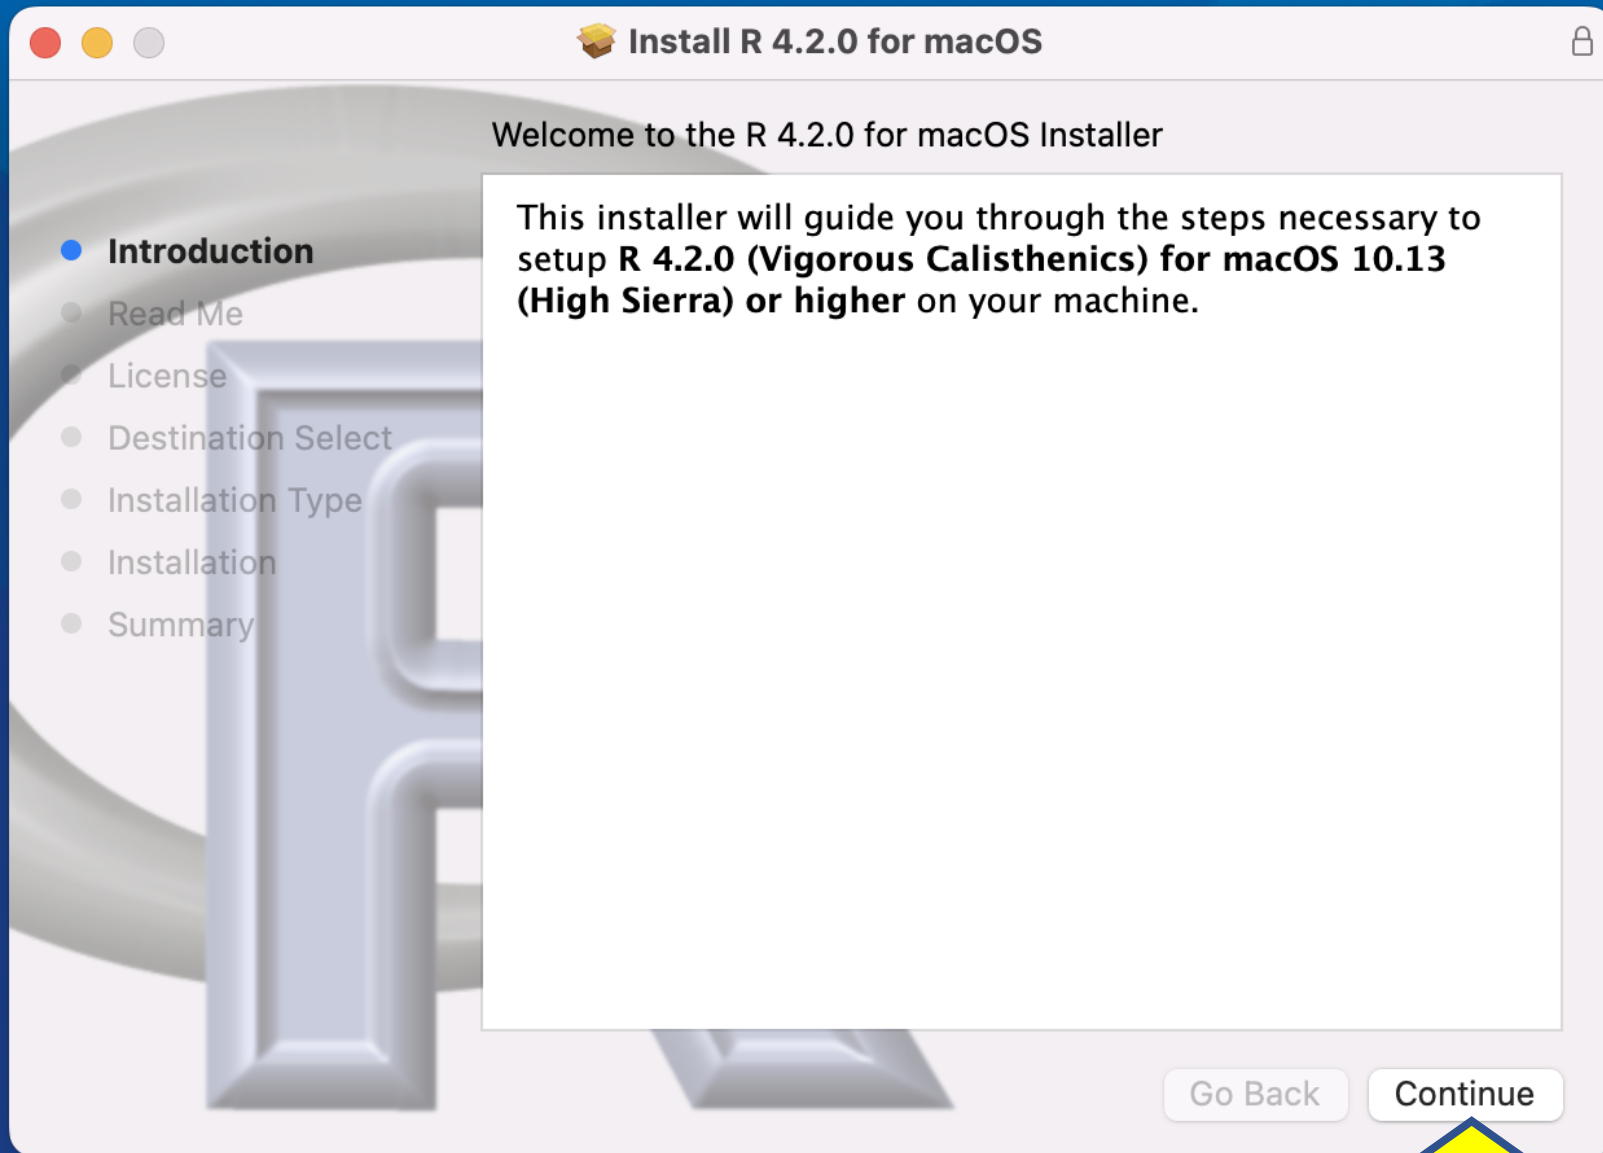 Install R 4.2.0 for macOS
Welcome to the R 4.2.0 for macOS Installer
Introduction
Read Me
License
Destination Select
Installation Type
Installation
Summary
This installer will guide you through the steps necessary to
setup R 4.2.0 (Vigorous Calisthenics) for macOS 10.13
(High Sierra) or higher on your machine.
R
Go Back
Continue